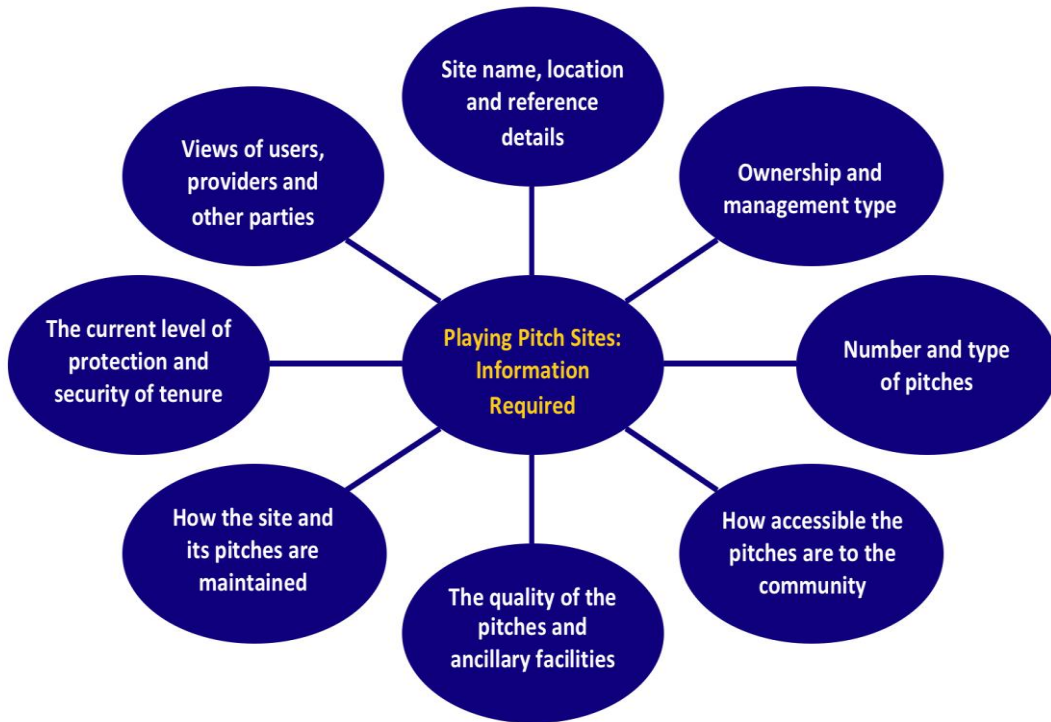 Site name, location
and reference
details
Ownership and
management type
Number and type
of pitches
How accessible the
pitches are to the
community
The quality of the
pitches and
ancillary facilities
How the site and
its pitches are
maintained
The current level of
protection and
security of tenure
Views of users,
providers and
other parties
Playing Pitch Sites:
Information
Required